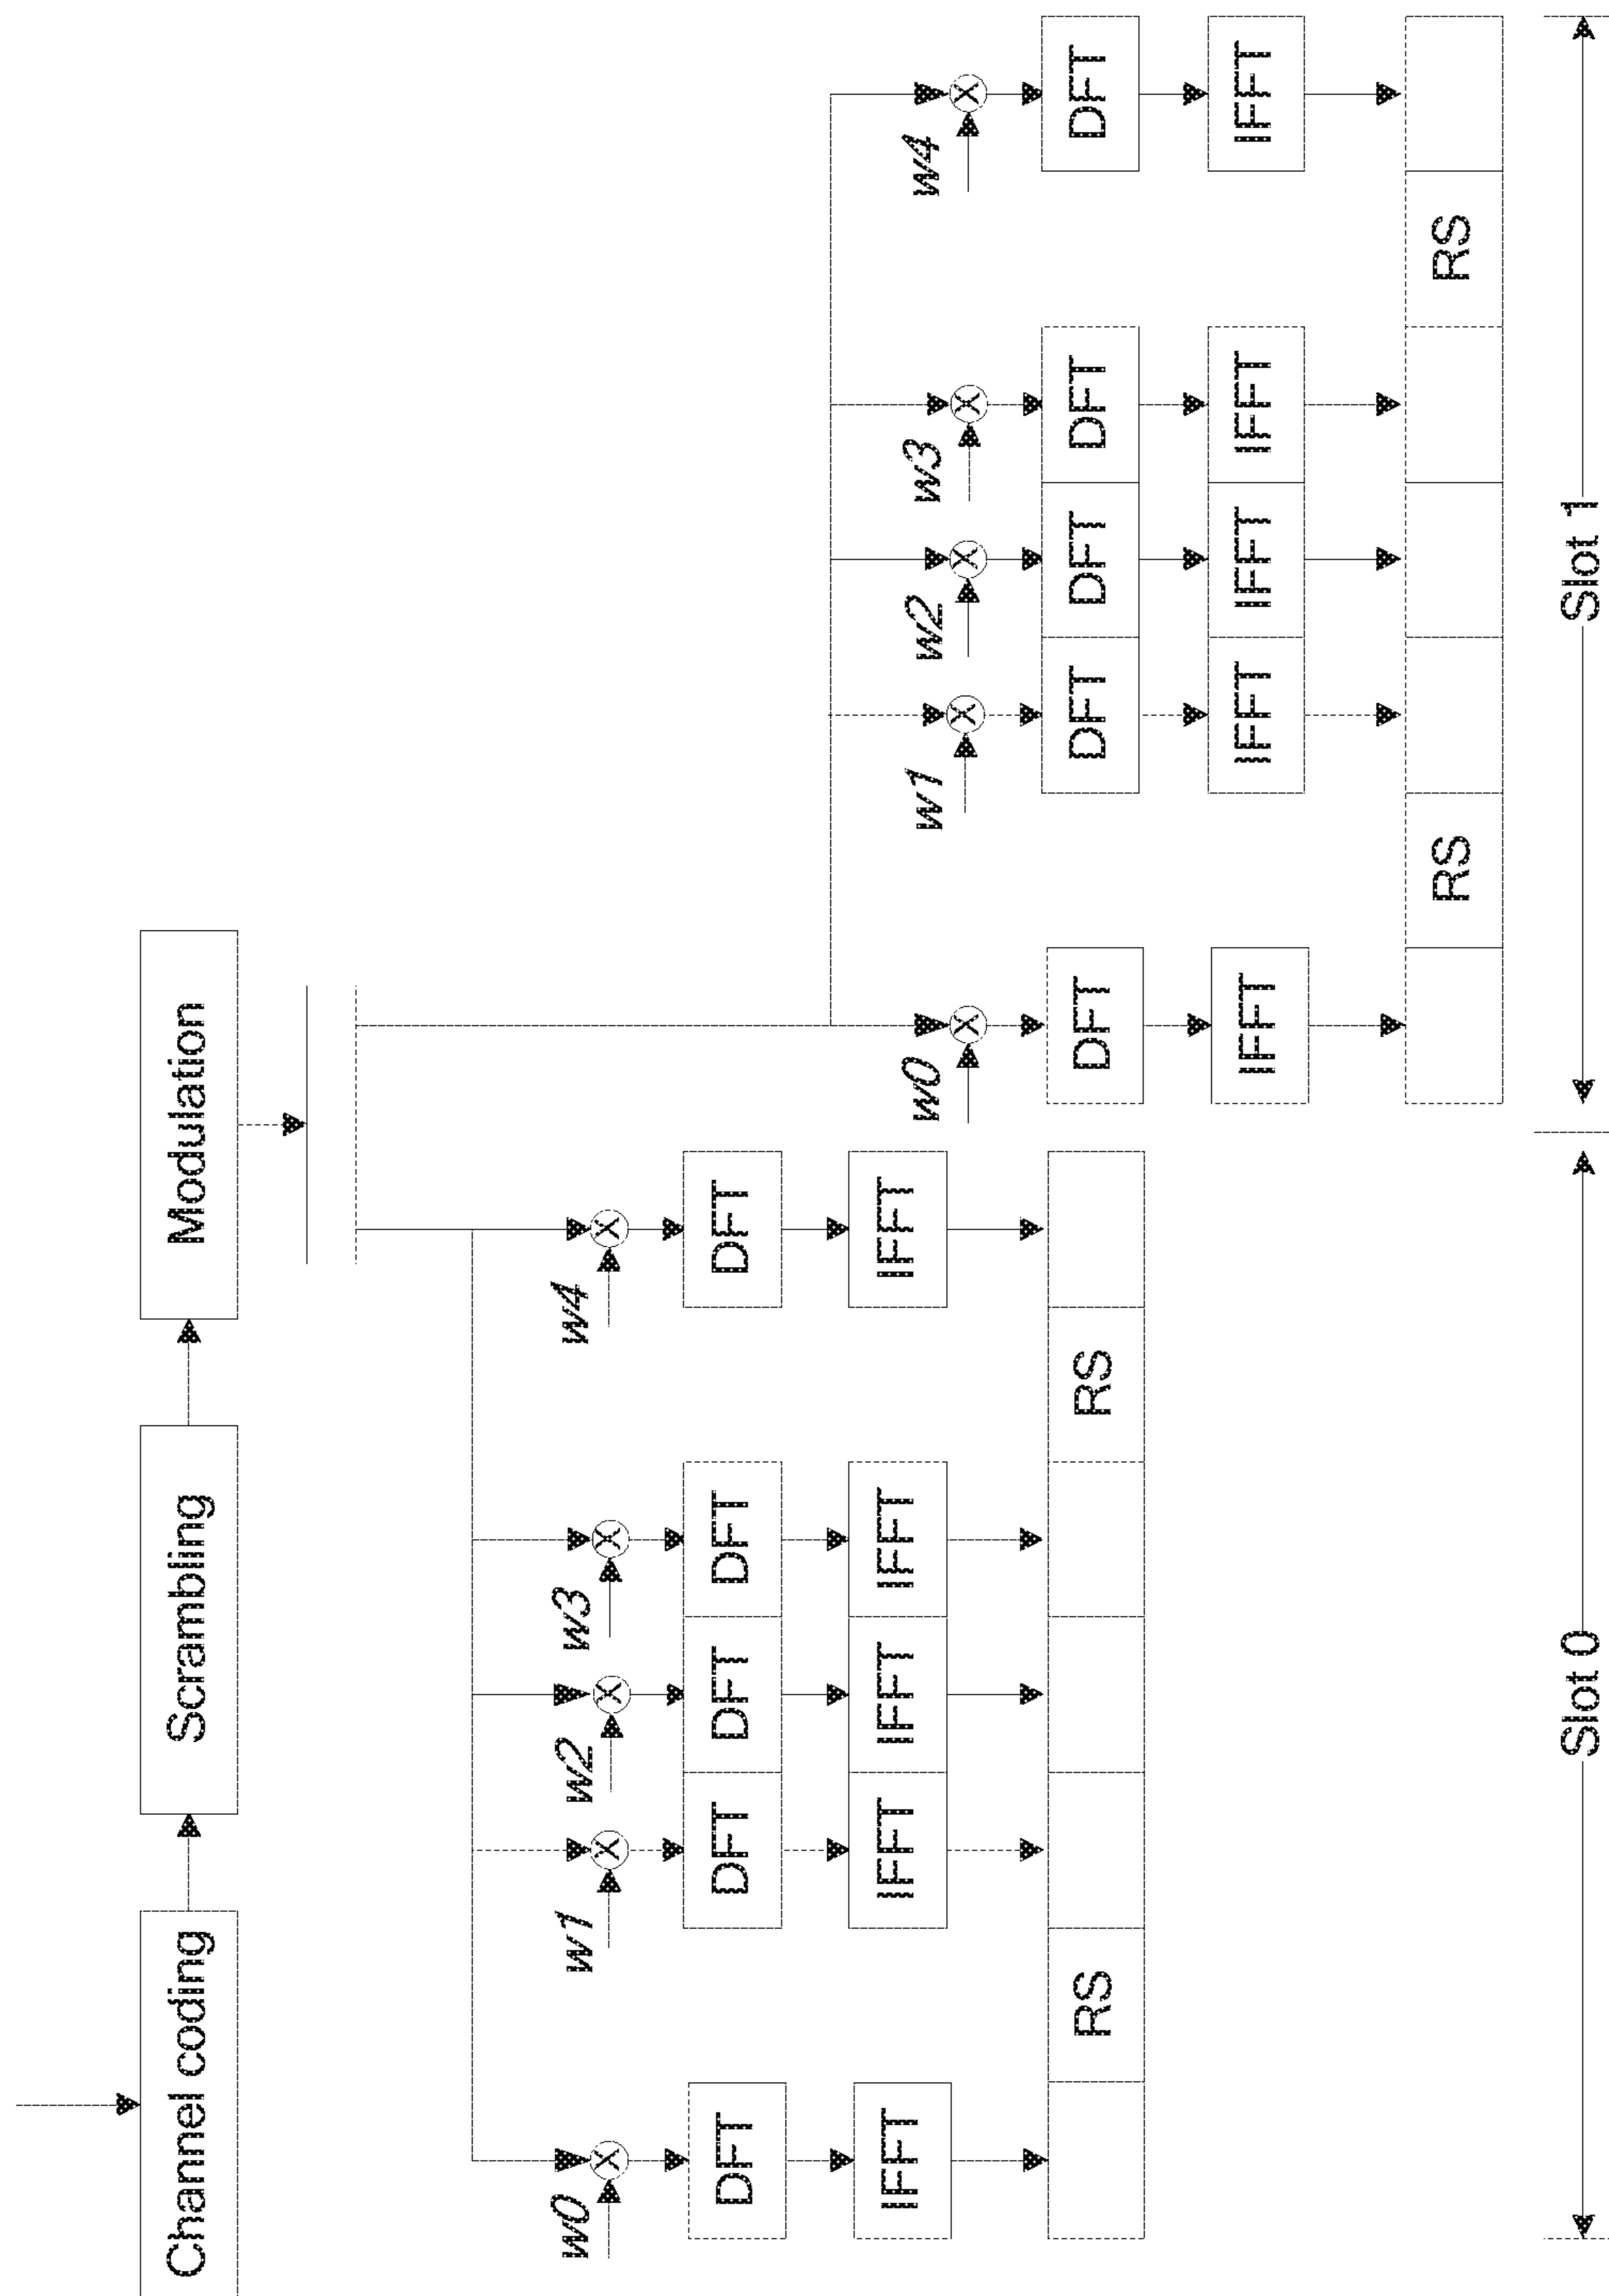 Channel coding
Scrambling
Modulation
w0
w1
w2
w3
w4
DFT
DFT
DFT
DFT
DFT
IFFT
IFFT
IFFT
IFFT
IFFT
RS
RS
w0
w1
w2
w3
w4
DFT
DFT
DFT
DFT
DFT
IFFT
IFFT
IFFT
IFFT
IFFT
RS
RS
Slot 0
Slot 1